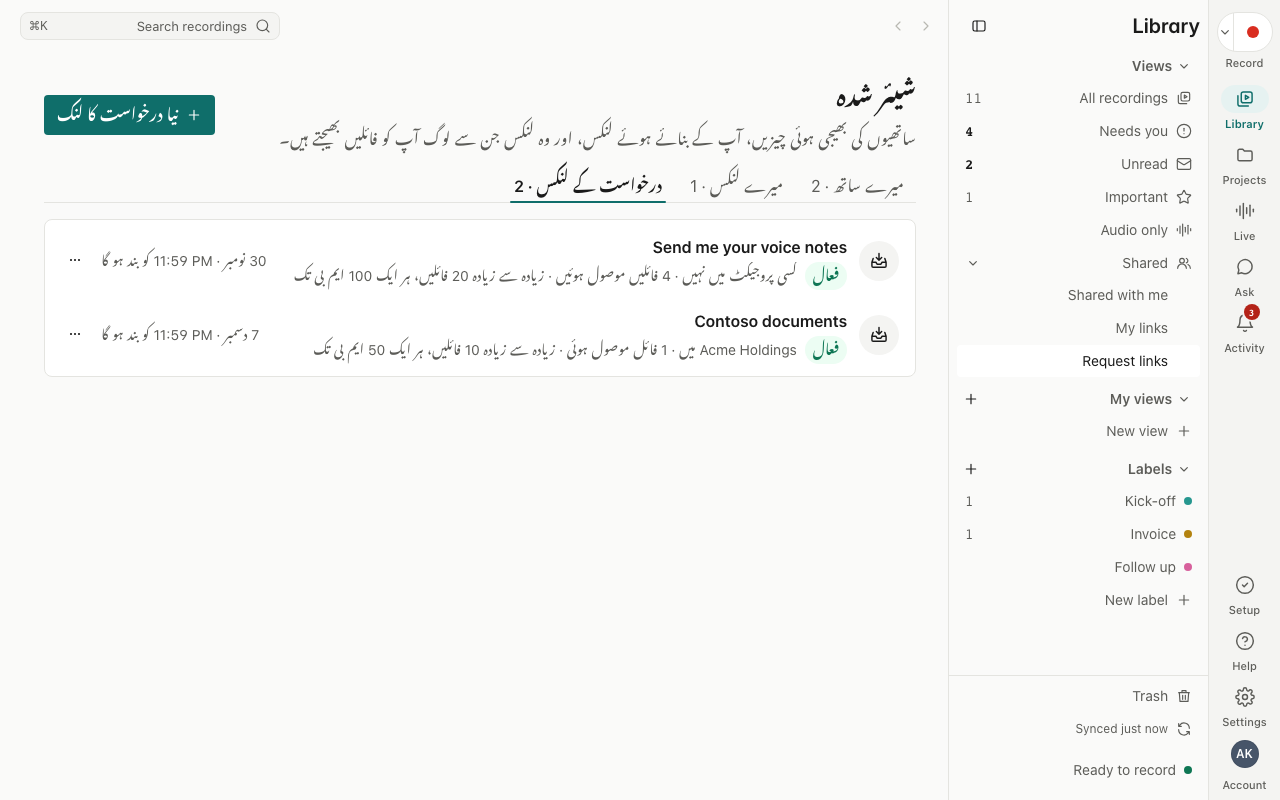 Record
Library
Projects
Live
Ask
3
Activity
Setup
Help
Settings
AK
Account
Library
Views
All recordings 11
Needs you 4
Unread 2
Important 1
Audio only
Shared
Shared with me
My links
Request links
My views
New view
Labels
Kick-off 1
Invoice 1
Follow up
New label
Trash
Synced just now
Ready to record
Search recordings ⌘K
شیئر شدہ
ساتھیوں کی بھیجی ہوئی چیزیں، آپ کے بنائے ہوئے لنکس، اور وہ لنکس جن سے لوگ آپ کو فائلیں بھیجتے ہیں۔
نیا درخواست کا لنک
میرے ساتھ · 2
میرے لنکس · 1
درخواست کے لنکس · 2
Send me your voice notes
فعال
کسی پروجیکٹ میں نہیں · 4 فائلیں موصول ہوئیں · زیادہ سے زیادہ 20 فائلیں، ہر ایک 100 ایم بی تک
30 نومبر · 11:59 PM کو بند ہو گا
Contoso documents
فعال
Acme Holdings میں · 1 فائل موصول ہوئی · زیادہ سے زیادہ 10 فائلیں، ہر ایک 50 ایم بی تک
7 دسمبر · 11:59 PM کو بند ہو گا